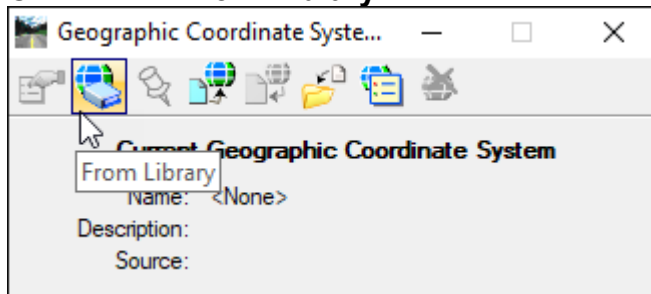 Geographic Coordinate Syste...
Current Geographic Coordinate System
From Library
Name: <None>
Description:
Source: